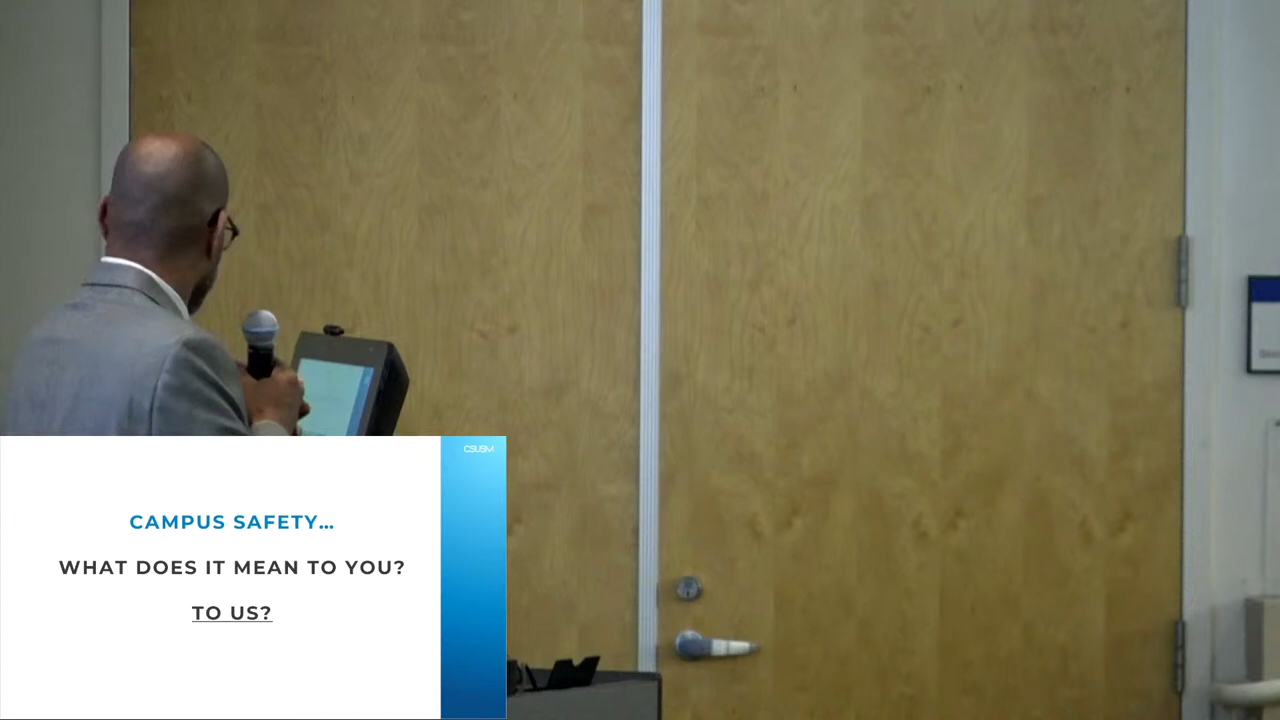 CSUSM
CAMPUS SAFETY…
WHAT DOES IT MEAN TO YOU?
TO US?